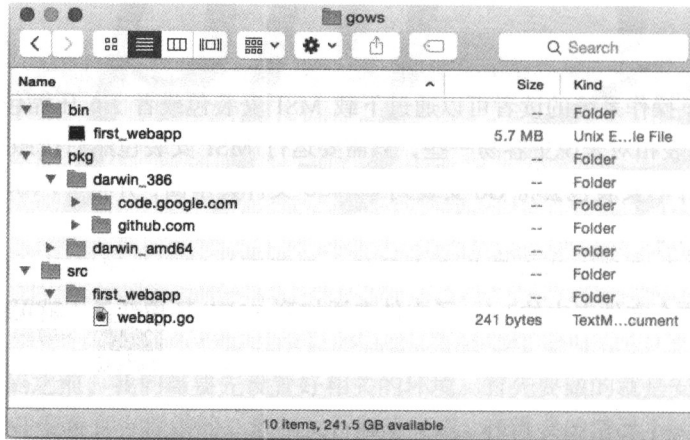 gows
Search
Name Size Kind
bin -- Folder
first_webapp 5.7 MB Unix E...le File
pkg -- Folder
darwin_386 -- Folder
code.google.com -- Folder
github.com -- Folder
darwin_amd64 -- Folder
src -- Folder
first_webapp -- Folder
webapp.go 241 bytes TextM...cument
10 items, 241.5 GB available